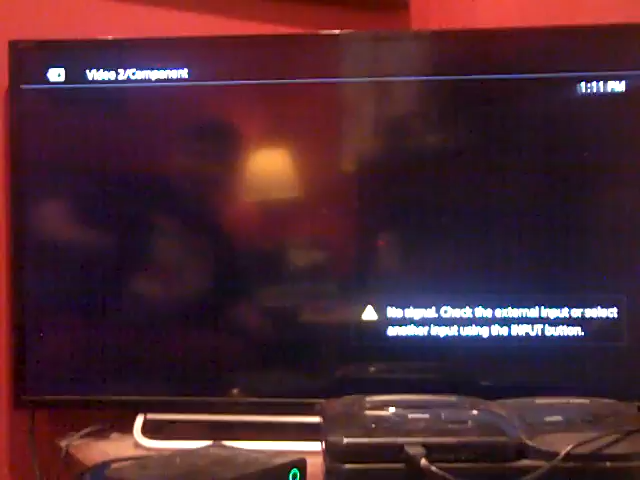 Video 2/Component
1:11 PM
No signal. Check the external input or select
another input using the INPUT button.